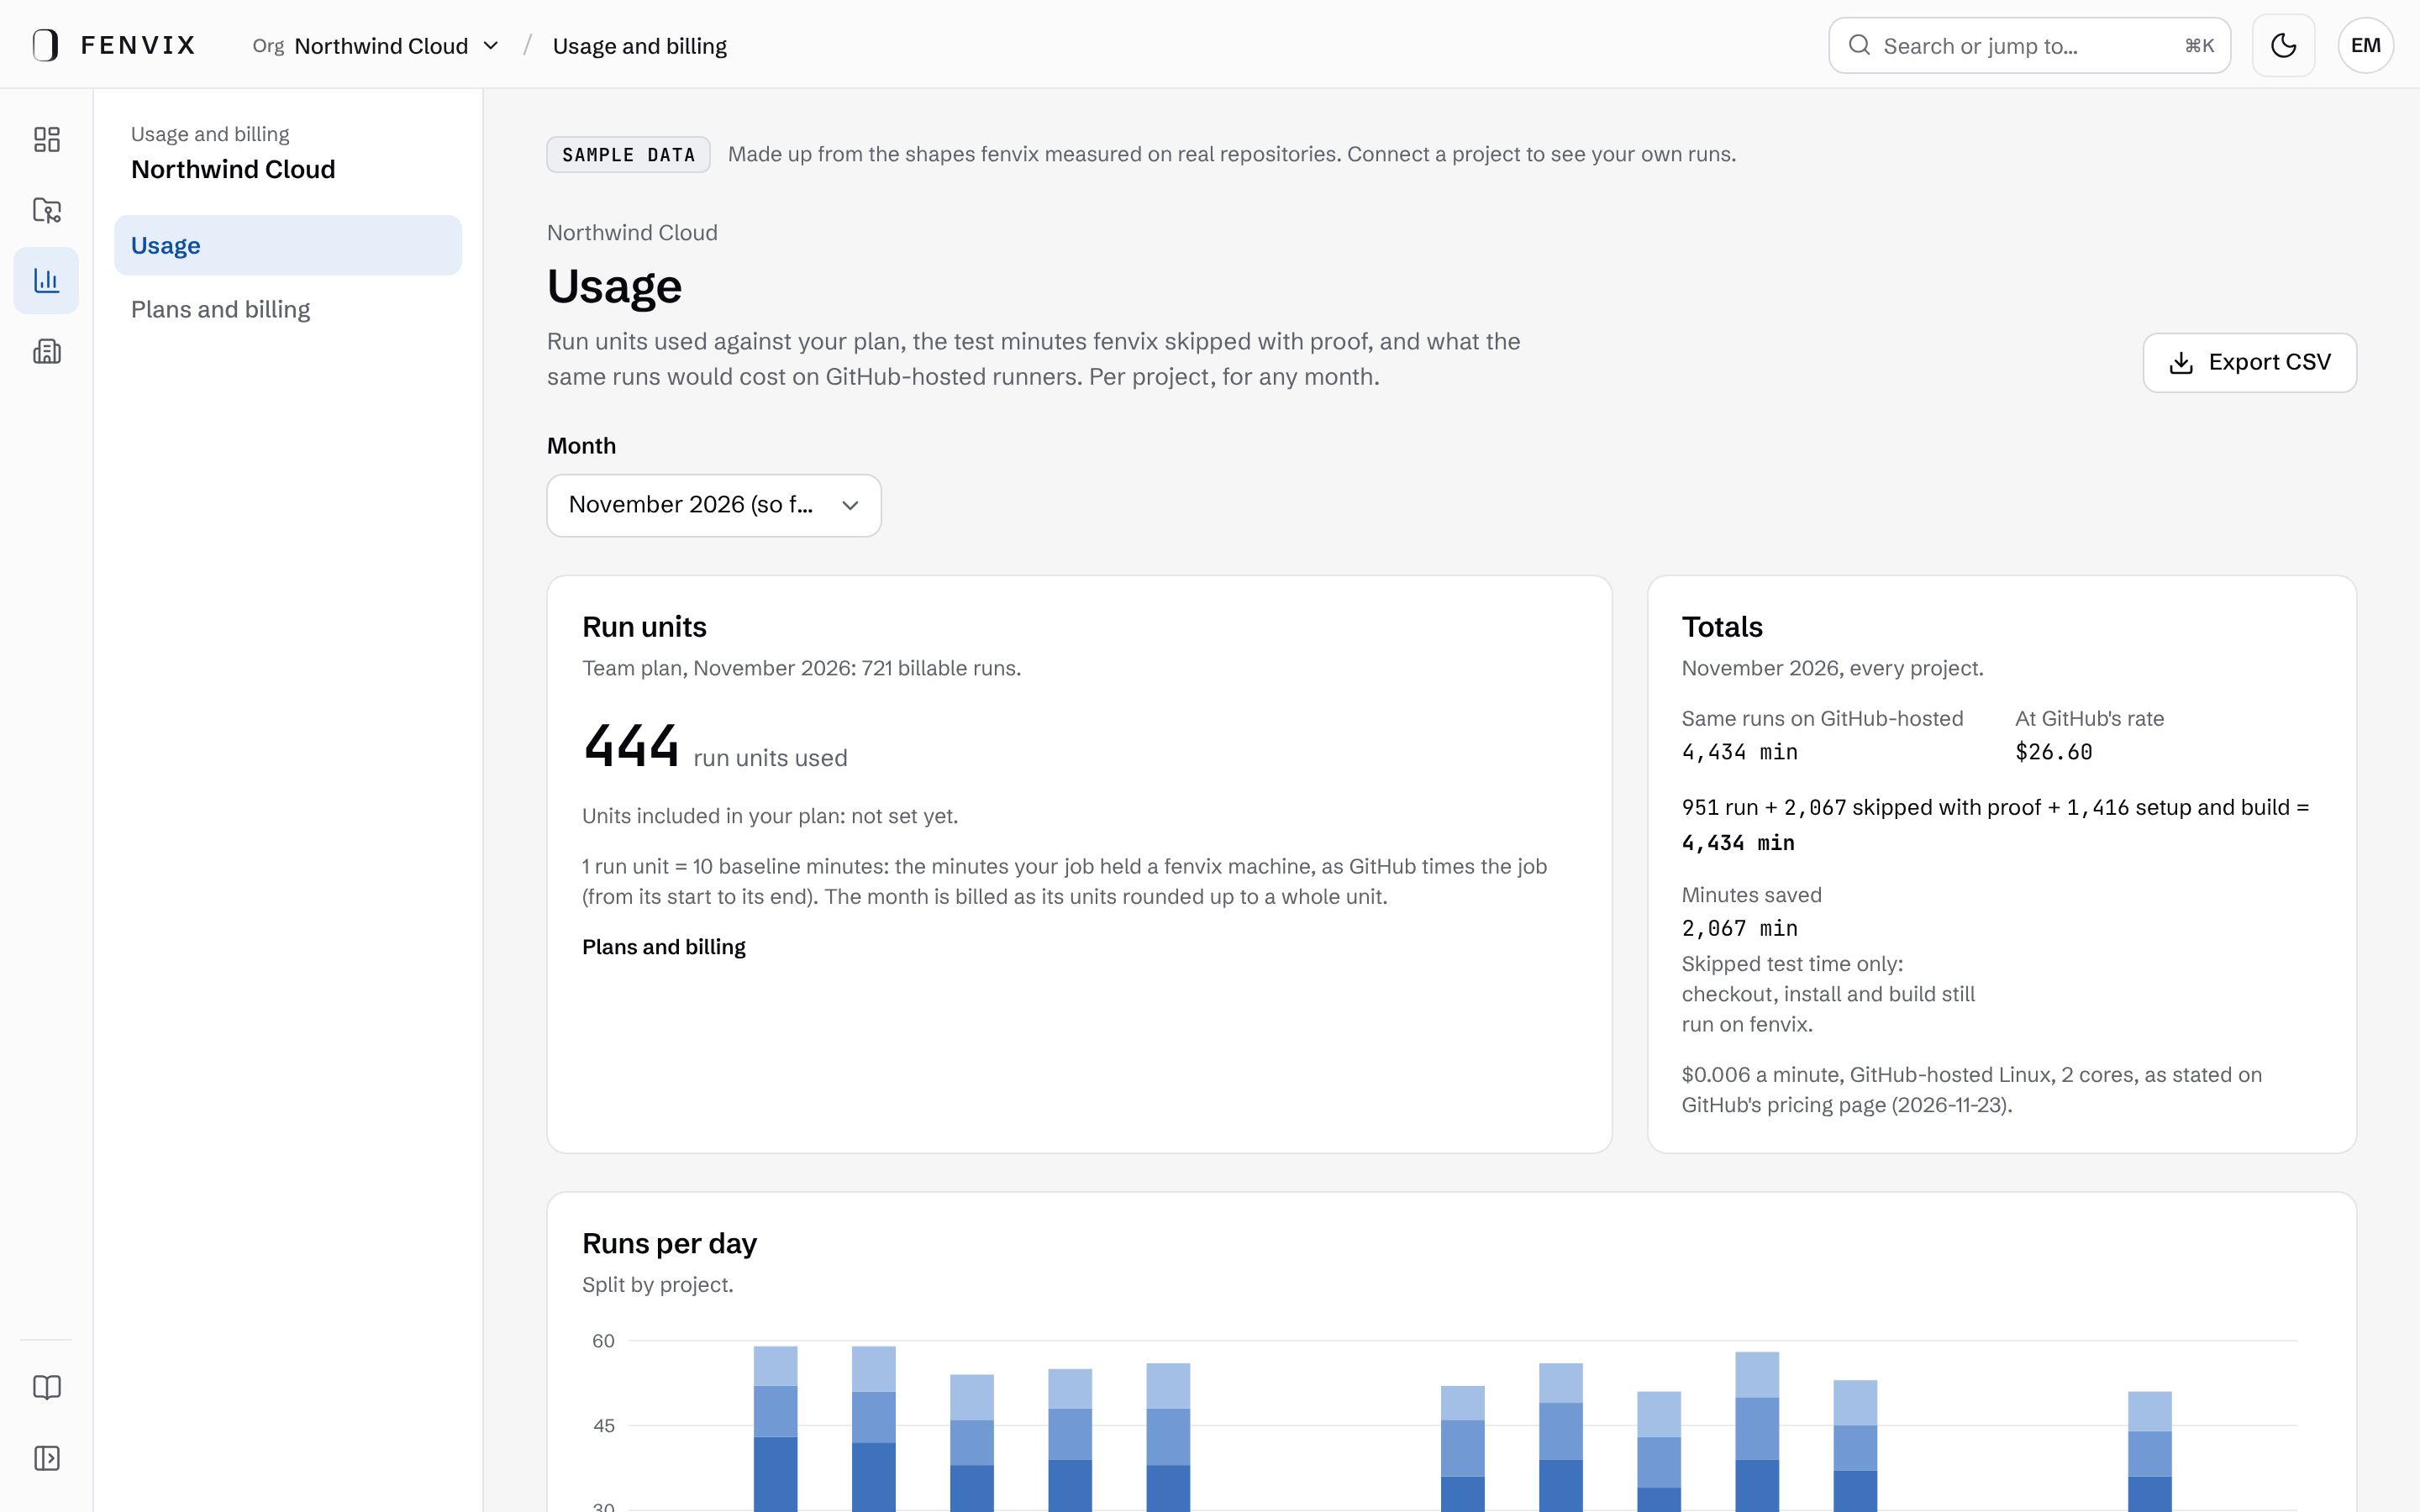 FENVIX
Org Northwind Cloud / Usage and billing
Search or jump to... ⌘K
EM
Usage and billing
Northwind Cloud
Usage
Plans and billing
SAMPLE DATA Made up from the shapes fenvix measured on real repositories. Connect a project to see your own runs.
Northwind Cloud
Usage
Run units used against your plan, the test minutes fenvix skipped with proof, and what the
same runs would cost on GitHub-hosted runners. Per project, for any month.
Export CSV
Month
November 2026 (so f...
Run units
Team plan, November 2026: 721 billable runs.
444 run units used
Units included in your plan: not set yet.
1 run unit = 10 baseline minutes: the minutes your job held a fenvix machine, as GitHub times the job
(from its start to its end). The month is billed as its units rounded up to a whole unit.
Plans and billing
Totals
November 2026, every project.
Same runs on GitHub-hosted
4,434 min
At GitHub's rate
$26.60
951 run + 2,067 skipped with proof + 1,416 setup and build =
4,434 min
Minutes saved
2,067 min
Skipped test time only:
checkout, install and build still
run on fenvix.
$0.006 a minute, GitHub-hosted Linux, 2 cores, as stated on
GitHub's pricing page (2026-11-23).
Runs per day
Split by project.
60
45
30